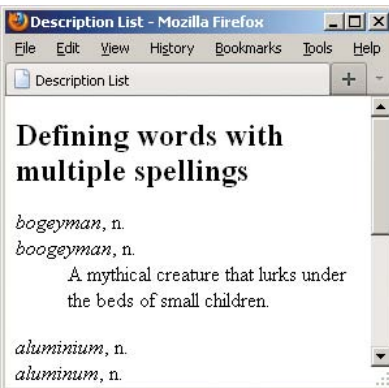 Description List - Mozilla Firefox
File Edit View History Bookmarks Tools Help
Description List
Defining words with
multiple spellings
bogeyman, n.
boogeyman, n.
A mythical creature that lurks under
the beds of small children.
aluminium, n.
aluminum, n.